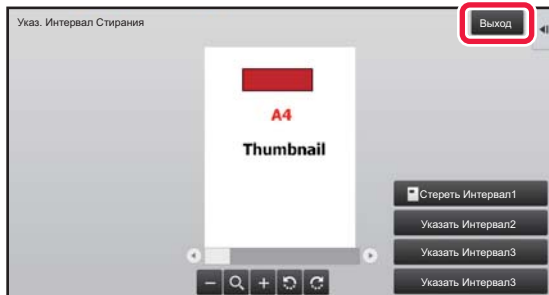 Указ. Интервал Стирания
Выход
A4
Thumbnail
Стереть Интервал1
Указать Интервал2
Указать Интервал3
Указать Интервал3